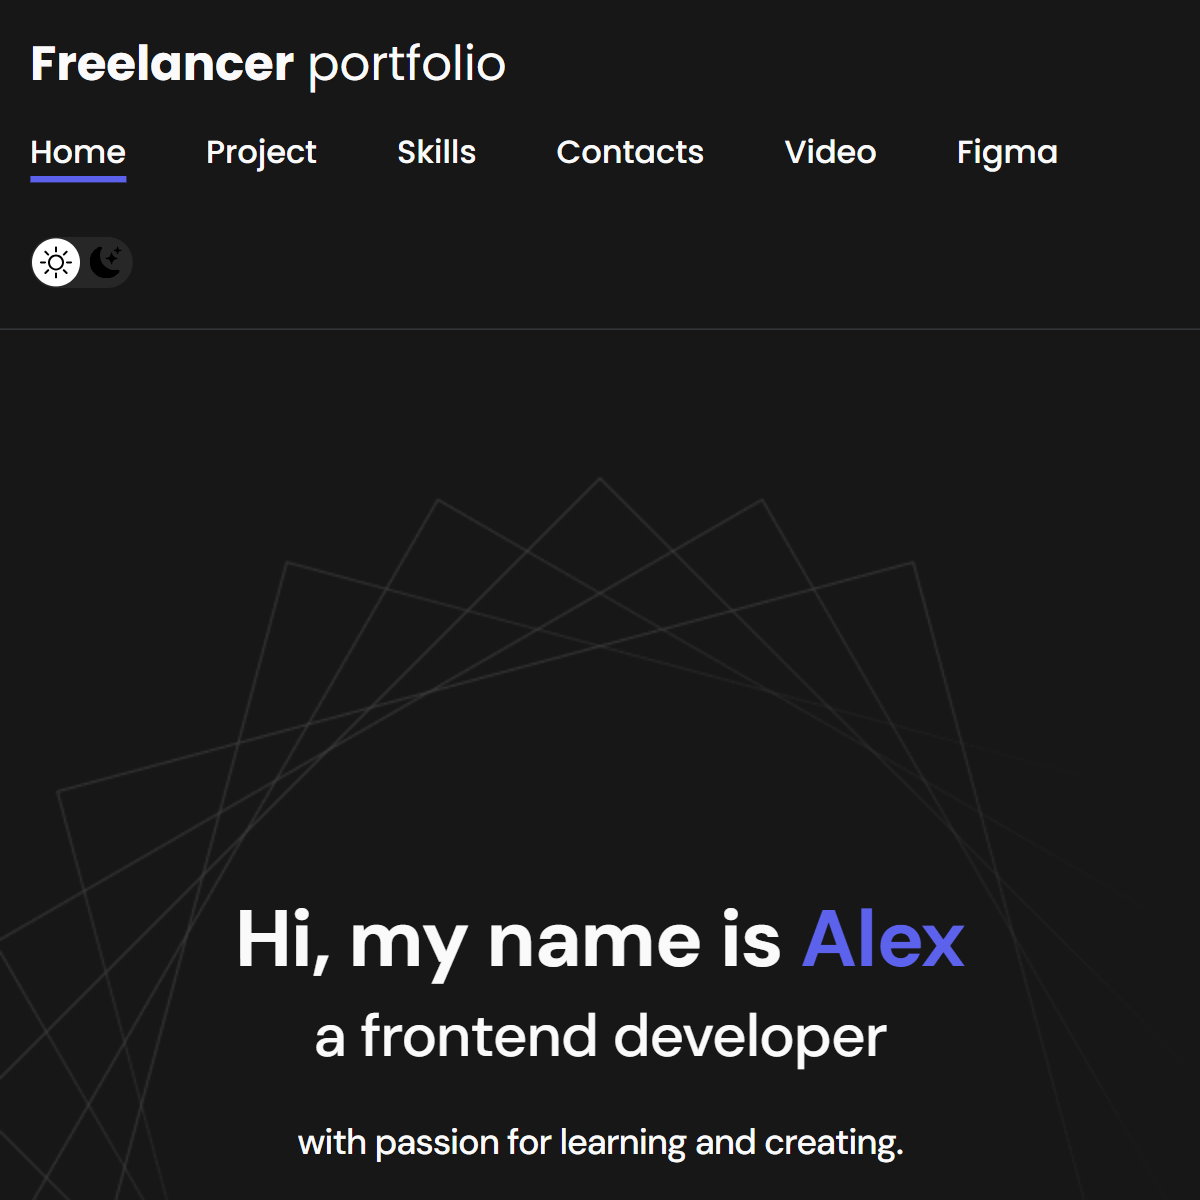 Freelancer portfolio
Home Project Skills Contacts Video Figma
Hi, my name is Alex
a frontend developer
with passion for learning and creating.